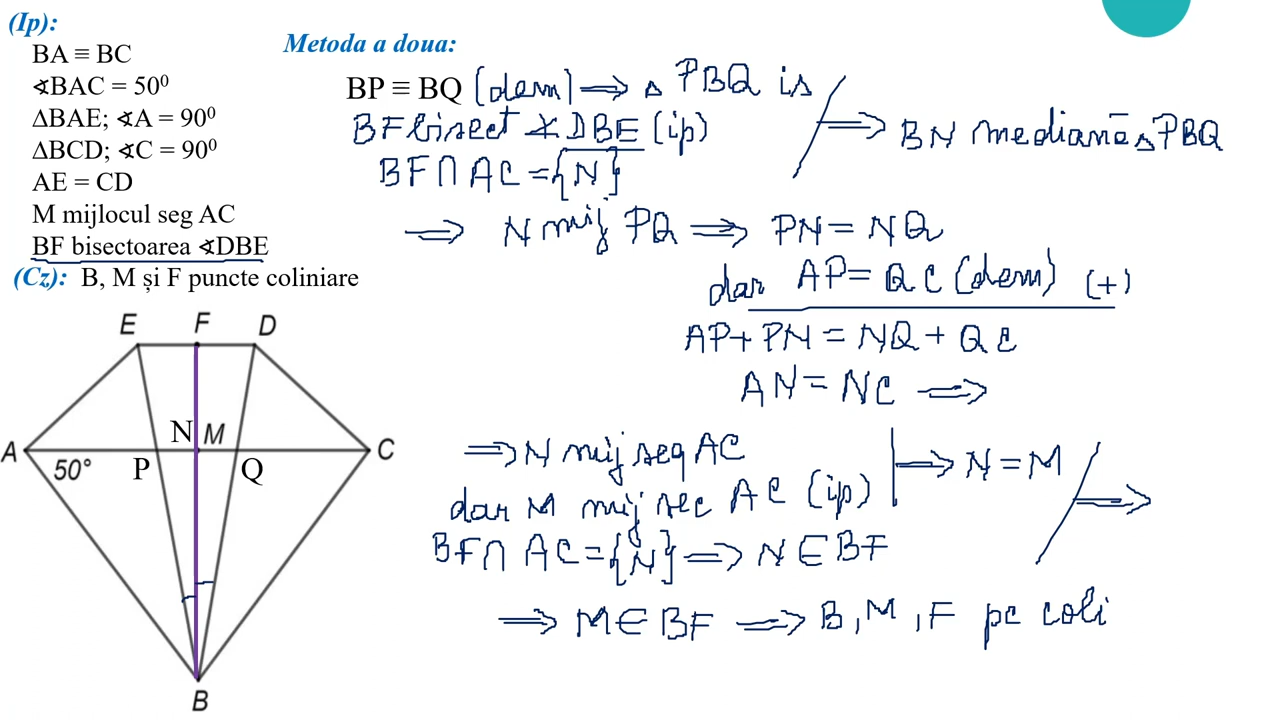 (Ip):
BA ≡ BC
∢BAC = 50⁰
ΔBAE; ∢A = 90⁰
ΔBCD; ∢C = 90⁰
AE = CD
M mijlocul seg AC
BF bisectoarea ∢DBE
(Cz): B, M și F puncte coliniare
E F D
A N M C
50° P Q
B
Metoda a doua:
BP ≡ BQ (dem) ⟹ Δ PBQ is
BF bisect ∢ DBE (ip) ⟹ BN mediană Δ PBQ
BF ∩ AC = {N}
⟹ N mij PQ ⟹ PN = NQ
dar AP = QC (dem) (+)
AP + PN = NQ + QC
AN = NC ⟹
⟹ N mij seg AC
dar M mij sec AC (ip) ⟹ N = M ⟹
BF ∩ AC = {N} ⟹ N ∈ BF
⟹ M ∈ BF ⟹ B, M, F pc coli